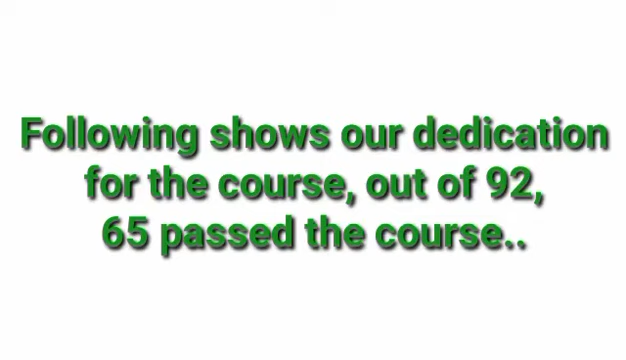 Following shows our dedication
for the course, out of 92,
65 passed the course..